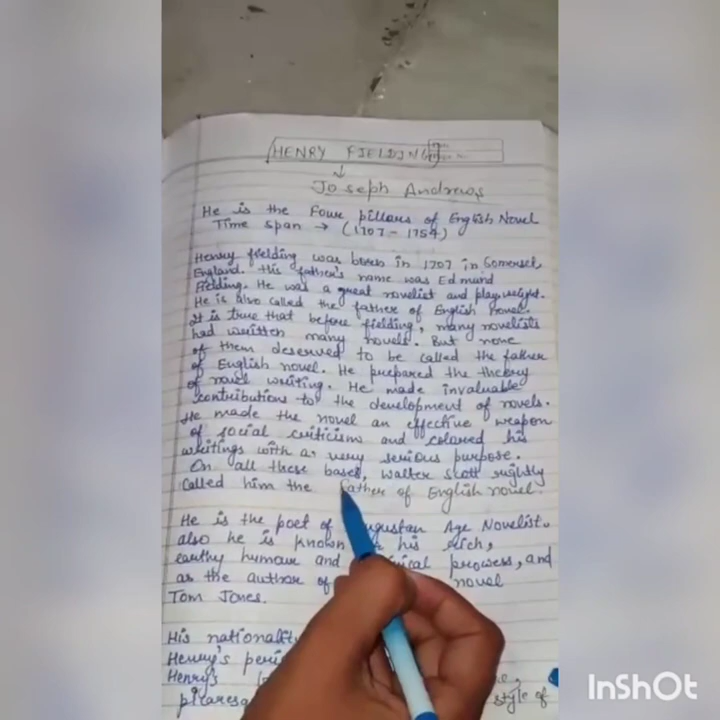 HENRY FIELDING
Joseph Andrews
He is the Four pillars of English Novel
Time span → (1707 - 1754)
Henry fielding was born in 1707 in Somerset,
England. His father's name was Edmund
Fielding. He was a great novelist and playwright.
He is also called the father of English Novel.
It is true that before fielding, many novelists
had written many novels. But none
of them deserved to be called the father
of English novel. He prepared the theory
of novel writing. He made invaluable
contributions to the development of novels.
He made the novel an effective weapon
of social criticism and colored his
writings with a very serious purpose.
On all these bases, Walter Scott rightly
called him the father of English novel.
He is the poet of Augustan Age Novelist.
also he is known his rich,
earthy humour and prowess, and
as the author of novel
Tom Jones.
His nationality
Henry's
Henry's
style of
InShOt